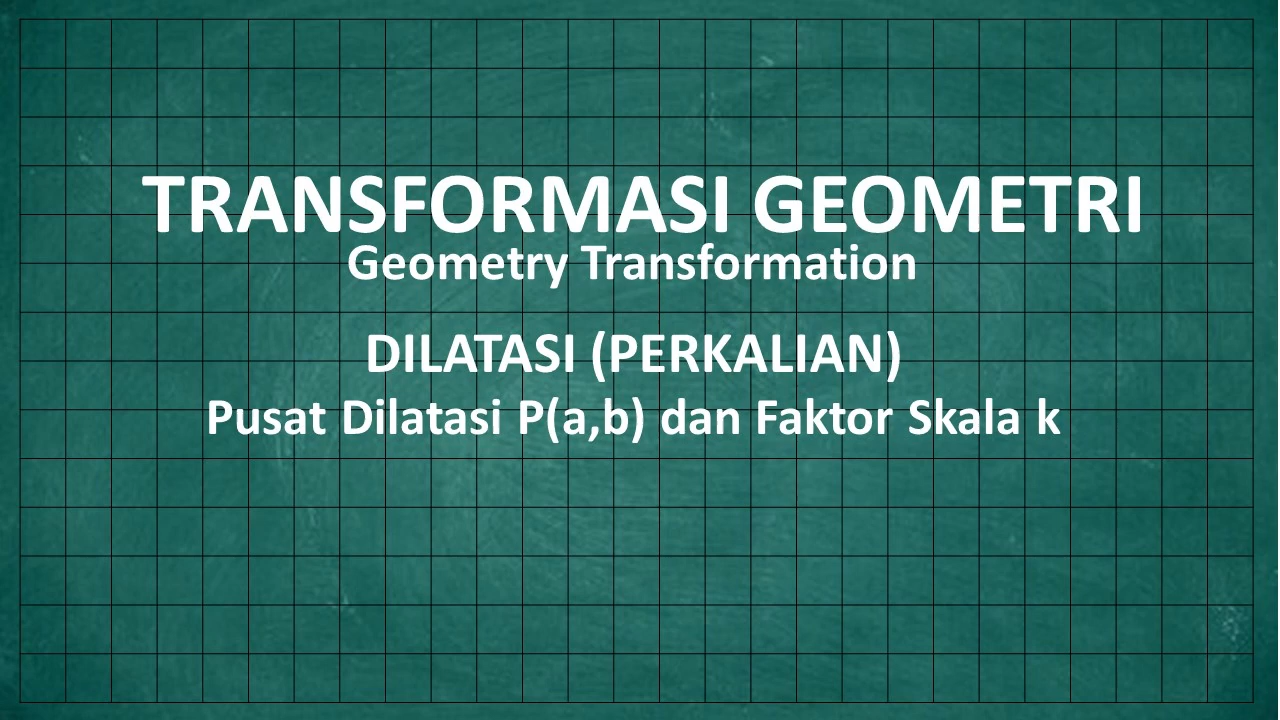 TRANSFORMASI GEOMETRI
Geometry Transformation
DILATASI (PERKALIAN)
Pusat Dilatasi P(a,b) dan Faktor Skala k